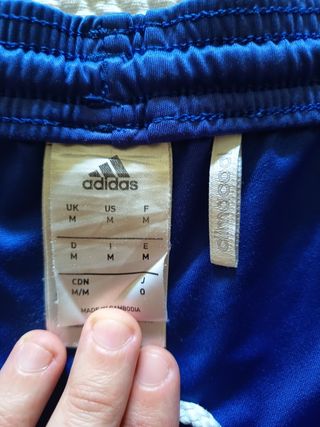 adidas
UK US F
M M M
D I E
M M M
CDN J
M/M O
MADE IN CAMBODIA
climacool